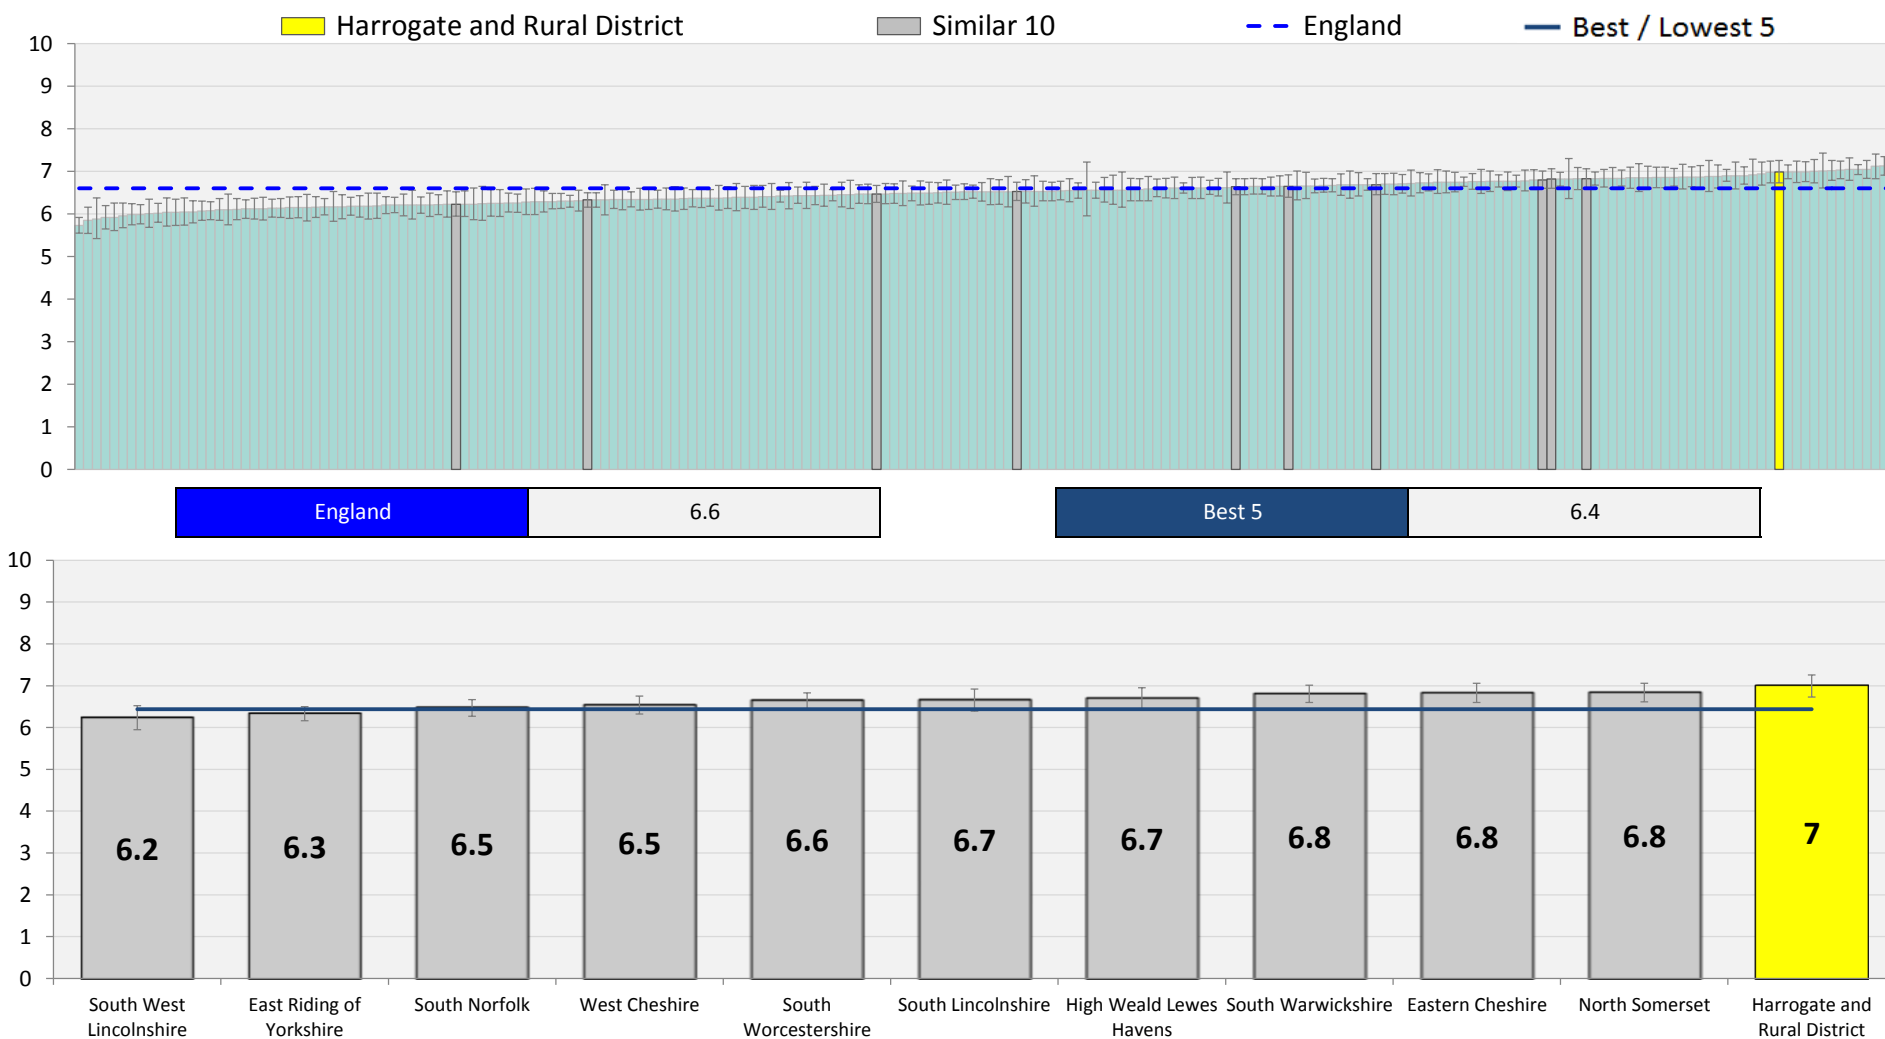 Harrogate and Rural District Similar 10 England Best / Lowest 5
10
9
8
7
6
5
4
3
2
1
0
England 6.6 Best 5 6.4
10
9
8
7
6
5
4
3
2
1
0
6.2 6.3 6.5 6.5 6.6 6.7 6.7 6.8 6.8 6.8 7
South West
Lincolnshire
East Riding of
Yorkshire
South Norfolk
West Cheshire
South
Worcestershire
South Lincolnshire
High Weald Lewes
Havens
South Warwickshire
Eastern Cheshire
North Somerset
Harrogate and
Rural District